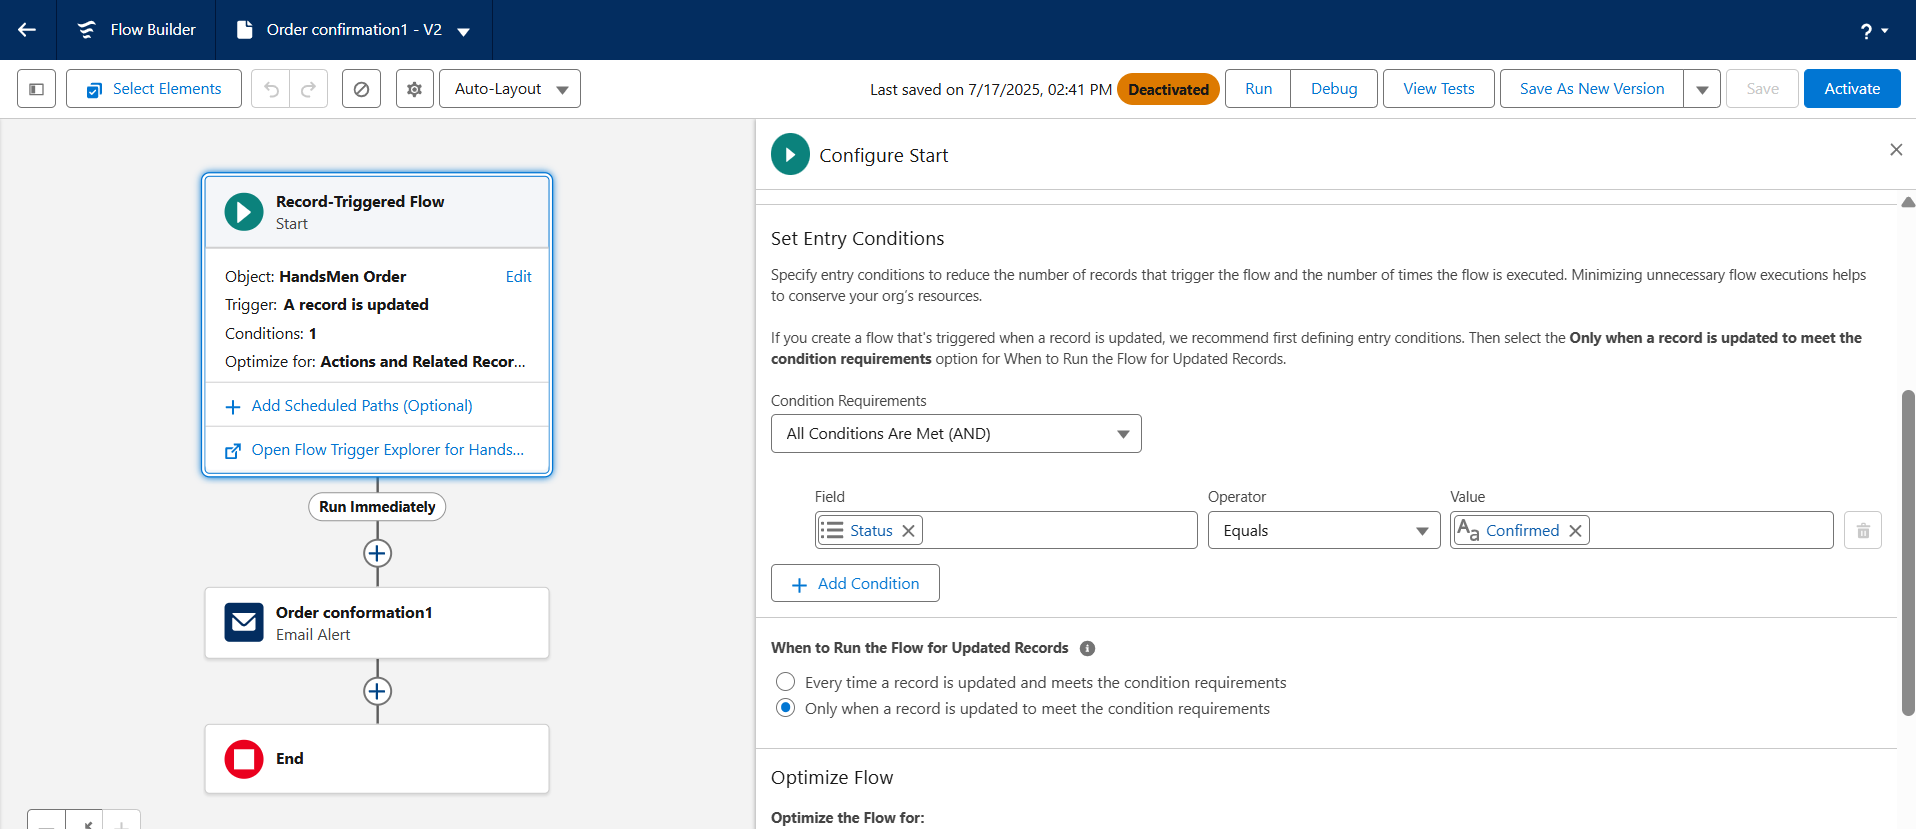 Flow Builder
Order confirmation1 - V2
?
Select Elements
Auto-Layout
Last saved on 7/17/2025, 02:41 PM
Deactivated
Run
Debug
View Tests
Save As New Version
Save
Activate
Record-Triggered Flow
Start
Object: HandsMen Order
Edit
Trigger: A record is updated
Conditions: 1
Optimize for: Actions and Related Recor...
Add Scheduled Paths (Optional)
Open Flow Trigger Explorer for Hands...
Run Immediately
Order conformation1
Email Alert
End
Configure Start
Set Entry Conditions
Specify entry conditions to reduce the number of records that trigger the flow and the number of times the flow is executed. Minimizing unnecessary flow executions helps
to conserve your org's resources.
If you create a flow that's triggered when a record is updated, we recommend first defining entry conditions. Then select the Only when a record is updated to meet the
condition requirements option for When to Run the Flow for Updated Records.
Condition Requirements
All Conditions Are Met (AND)
Field
Operator
Value
Status
Equals
Aa Confirmed
Add Condition
When to Run the Flow for Updated Records
Every time a record is updated and meets the condition requirements
Only when a record is updated to meet the condition requirements
Optimize Flow
Optimize the Flow for: